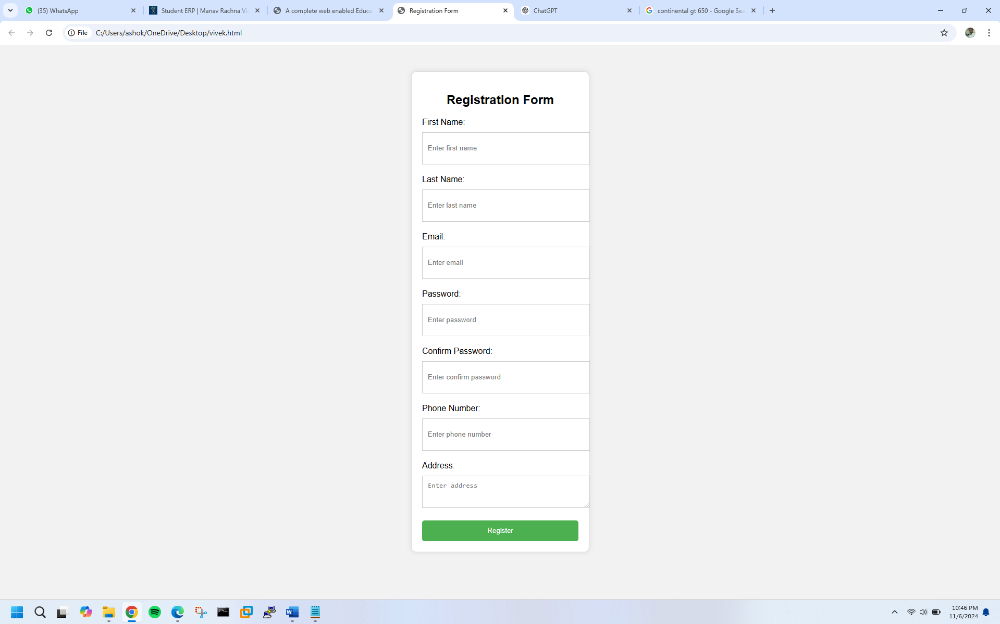 (35) WhatsApp
Student ERP | Manav Rachna Vi
A complete web enabled Educa
Registration Form
ChatGPT
continental gt 650 - Google Sea
File
C:/Users/ashok/OneDrive/Desktop/vivek.html
Registration Form
First Name:
Enter first name
Last Name:
Enter last name
Email:
Enter email
Password:
Enter password
Confirm Password:
Enter confirm password
Phone Number:
Enter phone number
Address:
Enter address
Register
10:46 PM
11/6/2024